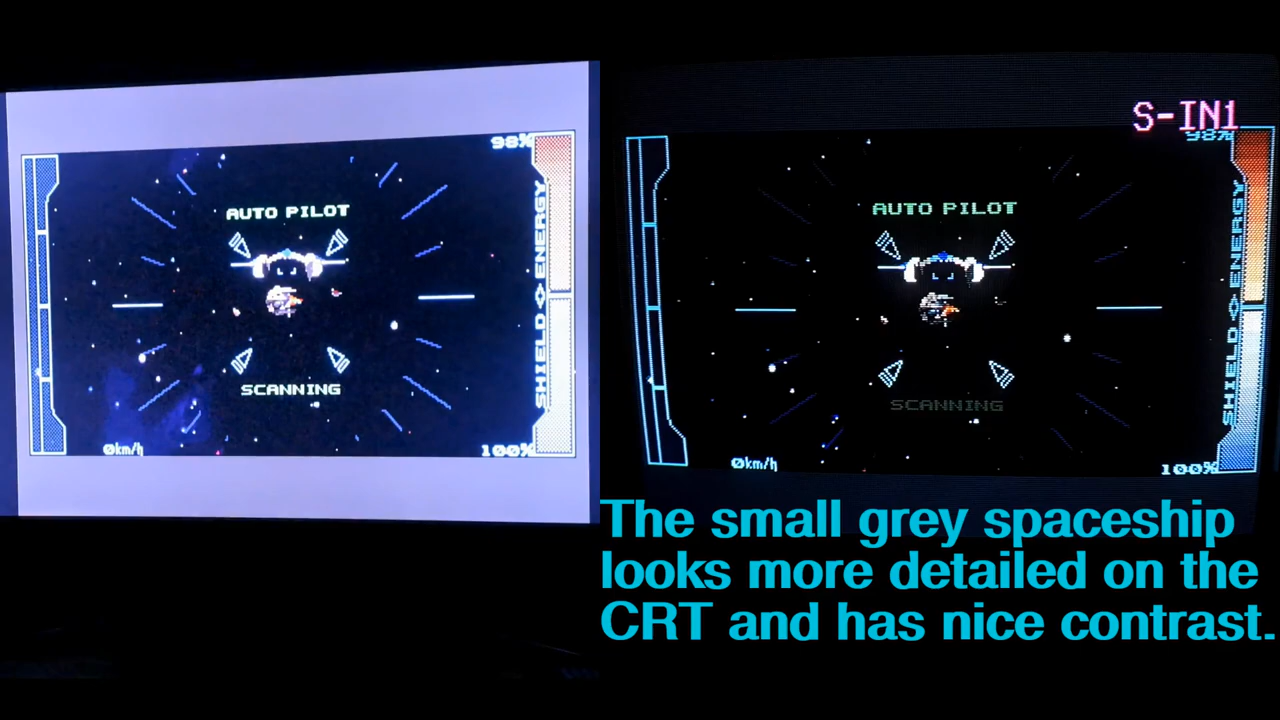 98%
AUTO PILOT
SHIELD <> ENERGY
SCANNING
0km/h
100%
S-IN1
98%
AUTO PILOT
SHIELD <> ENERGY
SCANNING
0km/h
100%
The small grey spaceship
looks more detailed on the
CRT and has nice contrast.